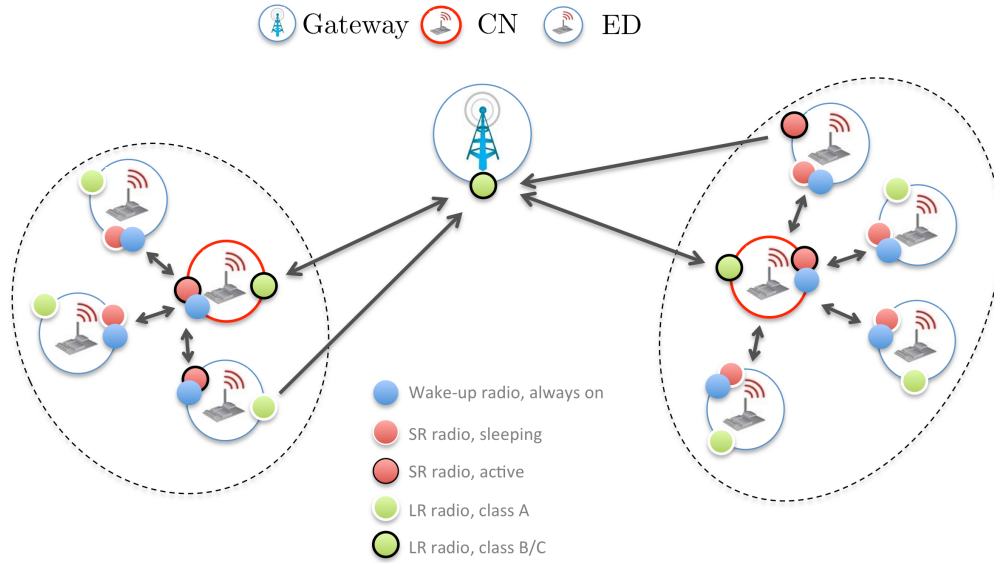 Gateway CN ED
Wake-up radio, always on
SR radio, sleeping
SR radio, active
LR radio, class A
LR radio, class B/C